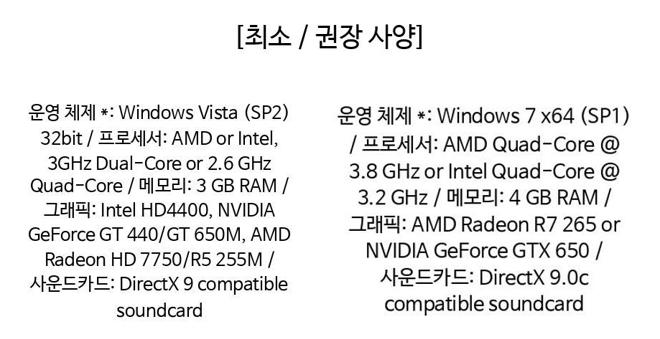 [최소 / 권장 사양]
운영 체제 *: Windows Vista (SP2)
32bit / 프로세서: AMD or Intel,
3GHz Dual-Core or 2.6 GHz
Quad-Core / 메모리: 3 GB RAM /
그래픽: Intel HD4400, NVIDIA
GeForce GT 440/GT 650M, AMD
Radeon HD 7750/R5 255M /
사운드카드: DirectX 9 compatible
soundcard
운영 체제 *: Windows 7 x64 (SP1)
/ 프로세서: AMD Quad-Core @
3.8 GHz or Intel Quad-Core @
3.2 GHz / 메모리: 4 GB RAM /
그래픽: AMD Radeon R7 265 or
NVIDIA GeForce GTX 650 /
사운드카드: DirectX 9.0c
compatible soundcard